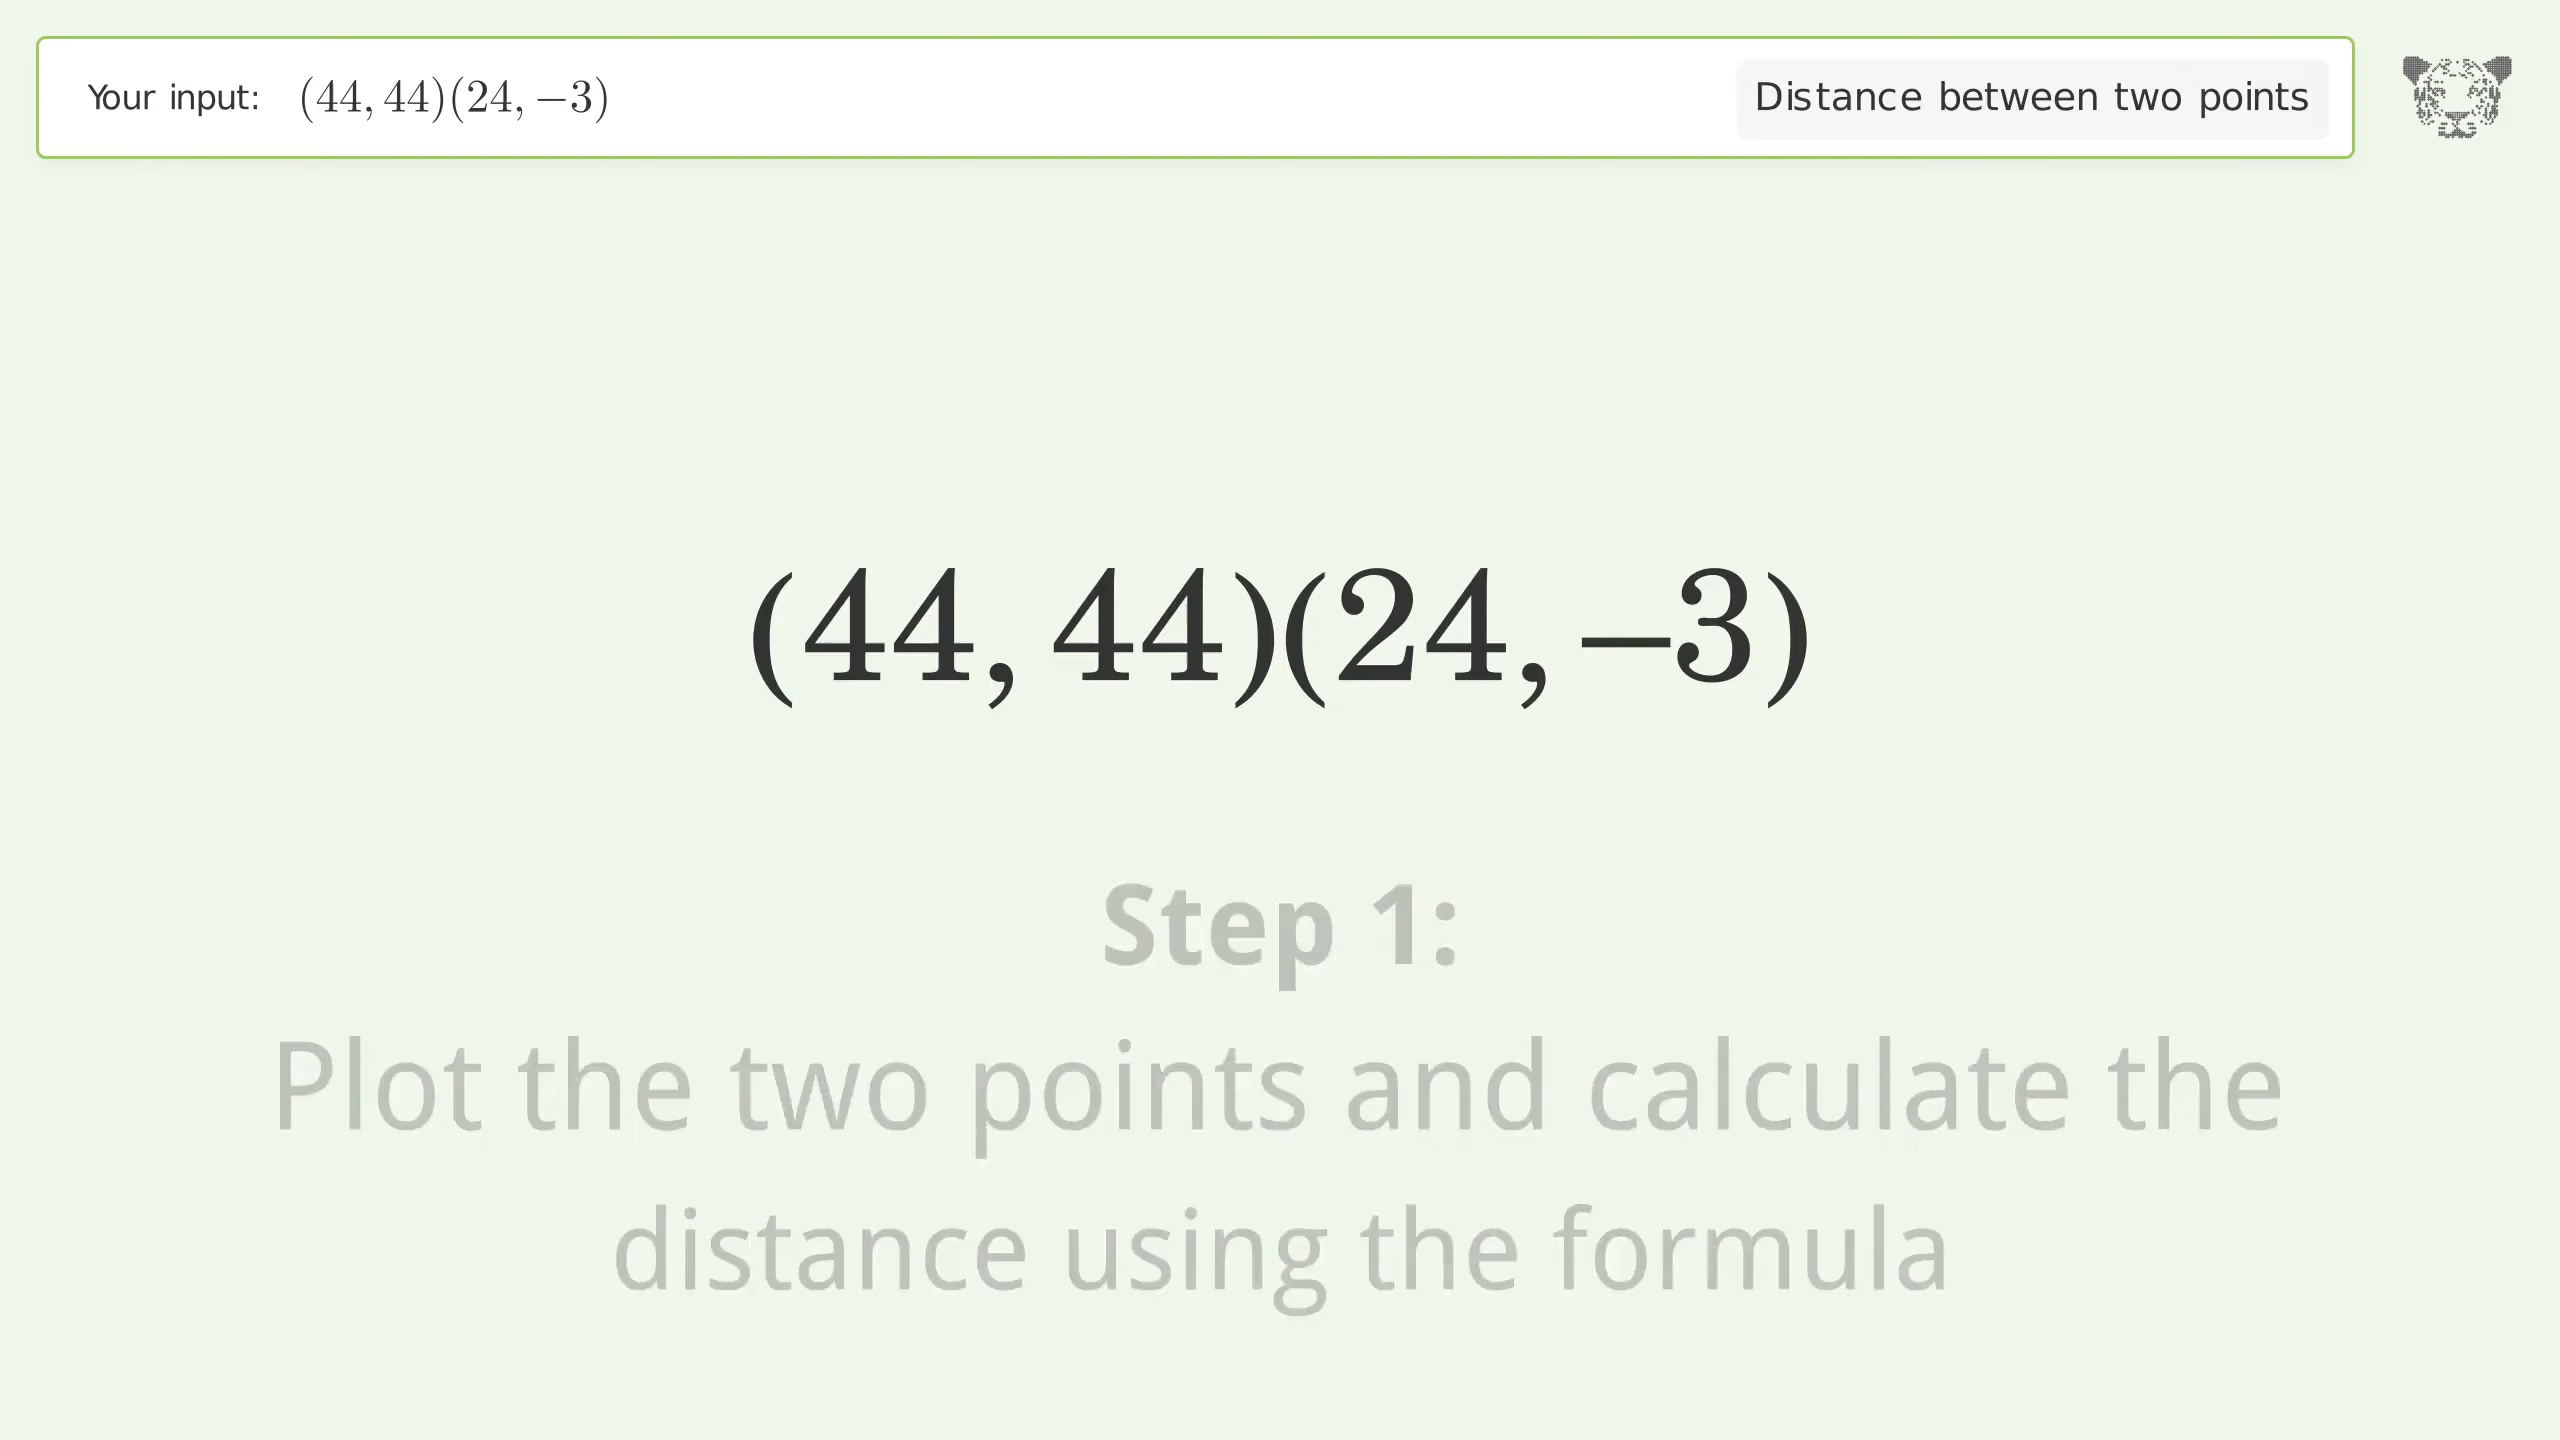 Your input: (44, 44)(24, −3)
Distance between two points
(44, 44)(24, −3)
Step 1:
Plot the two points and calculate the
distance using the formula